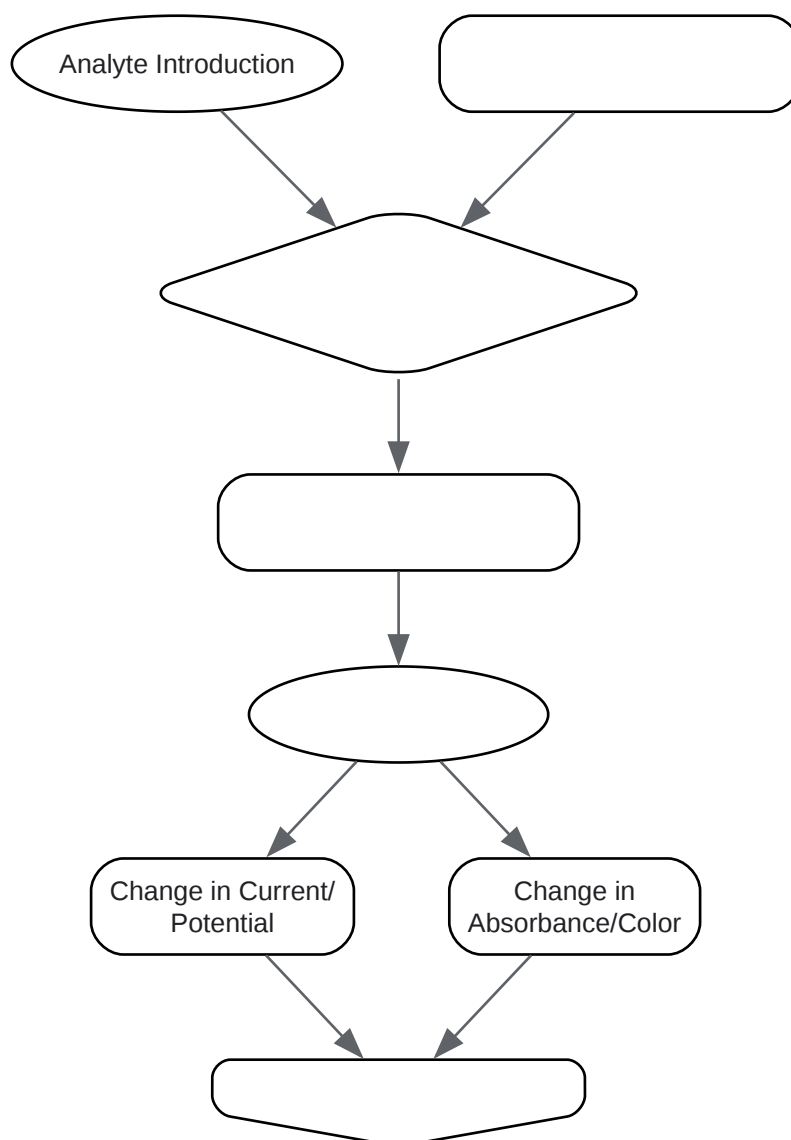 Analyte Introduction
Change in Current/
Potential
Change in
Absorbance/Color